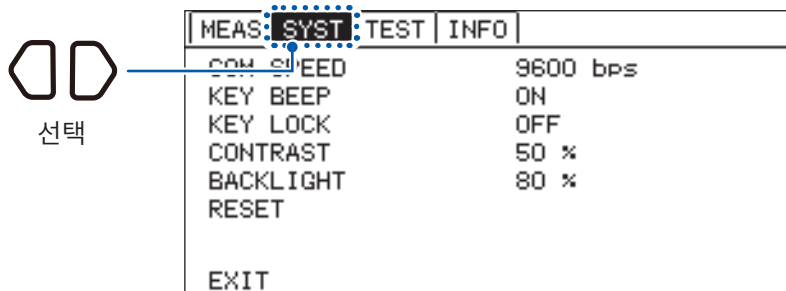 MEAS SYST TEST INFO
COM SPEED 9600 bps
KEY BEEP ON
KEY LOCK OFF
CONTRAST 50 %
BACKLIGHT 80 %
RESET
EXIT
선택